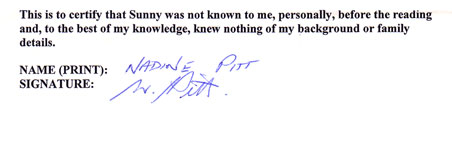 This is to certify that Sunny was not known to me, personally, before the reading
and, to the best of my knowledge, knew nothing of my background or family
details.
NAME (PRINT): NADINE PITT
SIGNATURE: N. Pitt.